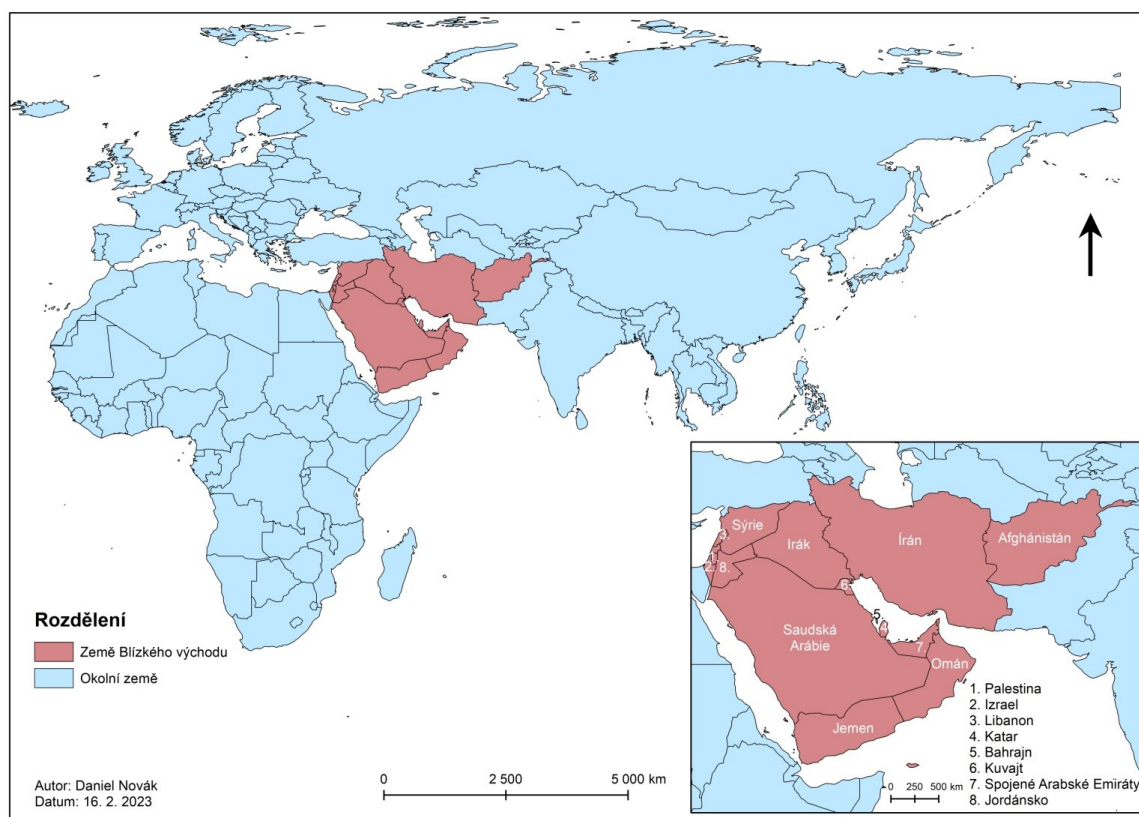 Rozdělení
Země Blízkého východu
Okolní země
Autor: Daniel Novák
Datum: 16. 2. 2023
0 2 500 5 000 km
Sýrie
3.
Irák
Írán
Afghánistán
1.
2.
8.
6.
5.
4.
Saudská
Arábie
7.
Omán
Jemen
1. Palestina
2. Izrael
3. Libanon
4. Katar
5. Bahrajn
6. Kuvajt
7. Spojené Arabské Emiráty
8. Jordánsko
0 250 500 km